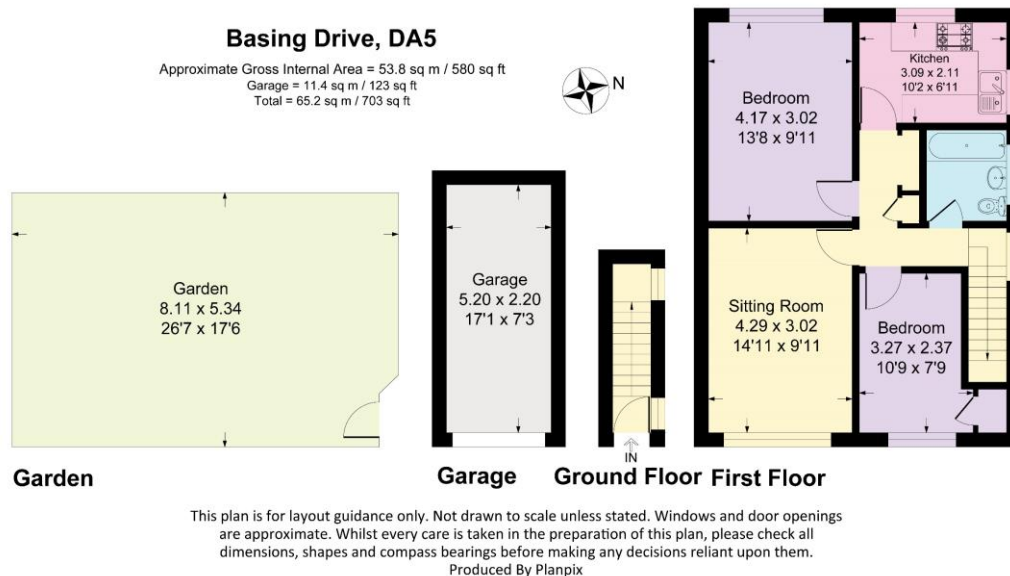 Basing Drive, DA5
Approximate Gross Internal Area = 53.8 sq m / 580 sq ft
Garage = 11.4 sq m / 123 sq ft
Total = 65.2 sq m / 703 sq ft
N
Bedroom
4.17 x 3.02
13'8 x 9'11
Kitchen
3.09 x 2.11
10'2 x 6'11
Garden
8.11 x 5.34
26'7 x 17'6
Garage
5.20 x 2.20
17'1 x 7'3
Sitting Room
4.29 x 3.02
14'11 x 9'11
Bedroom
3.27 x 2.37
10'9 x 7'9
IN
Garden
Garage
Ground Floor
First Floor
This plan is for layout guidance only. Not drawn to scale unless stated. Windows and door openings
are approximate. Whilst every care is taken in the preparation of this plan, please check all
dimensions, shapes and compass bearings before making any decisions reliant upon them.
Produced By Planpix